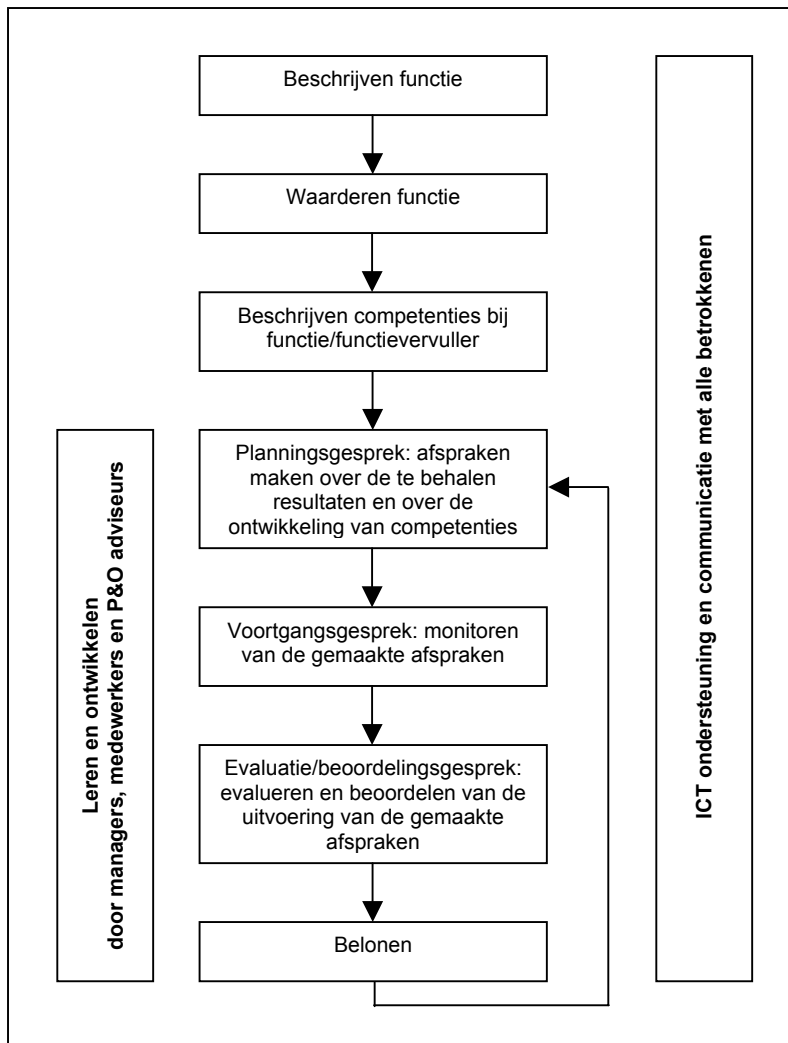 Beschrijven functie
Waarderen functie
Beschrijven competenties bij
functie/functievervuller
Planningsgesprek: afspraken
maken over de te behalen
resultaten en over de
ontwikkeling van competenties
Voortgangsgesprek: monitoren
van de gemaakte afspraken
Evaluatie/beoordelingsgesprek:
evalueren en beoordelen van de
uitvoering van de gemaakte
afspraken
Belonen
Leren en ontwikkelen
door managers, medewerkers en P&O adviseurs
ICT ondersteuning en communicatie met alle betrokkenen